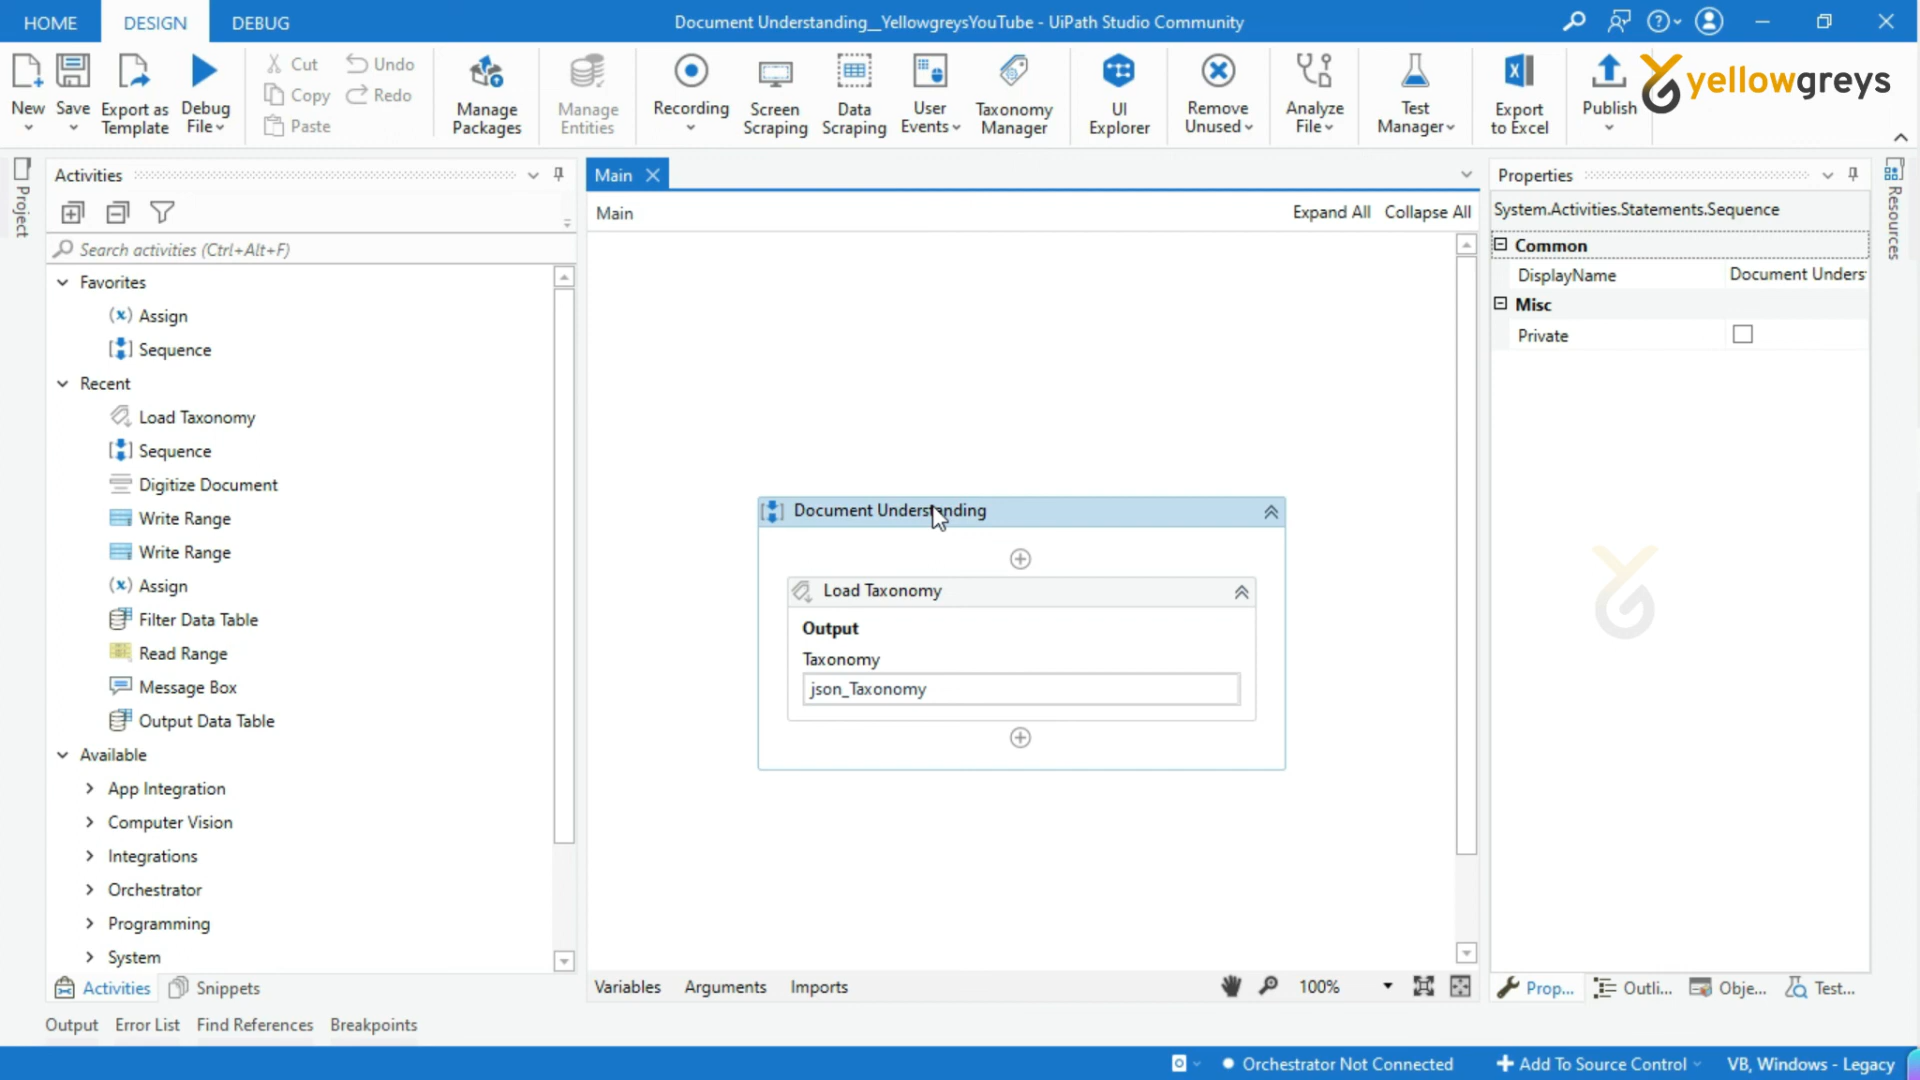 HOME DESIGN DEBUG
Document Understanding__YellowgreysYouTube - UiPath Studio Community
New
Save
Export as
Template
Debug
File
Cut
Copy
Paste
Undo
Redo
Manage
Packages
Manage
Entities
Recording
Screen
Scraping
Data
Scraping
User
Events
Taxonomy
Manager
UI
Explorer
Remove
Unused
Analyze
File
Test
Manager
Export
to Excel
Publish
yellowgreys
Project
Activities
Search activities (Ctrl+Alt+F)
Favorites
Assign
Sequence
Recent
Load Taxonomy
Sequence
Digitize Document
Write Range
Write Range
Assign
Filter Data Table
Read Range
Message Box
Output Data Table
Available
App Integration
Computer Vision
Integrations
Orchestrator
Programming
System
Activities Snippets
Main
Main Expand All Collapse All
Document Understanding
Load Taxonomy
Output
Taxonomy
json_Taxonomy
Variables Arguments Imports 100%
Properties
System.Activities.Statements.Sequence
Common
DisplayName Document Unders
Misc
Private
Prop... Outli... Obje... Test...
Resources
Output Error List Find References Breakpoints
Orchestrator Not Connected Add To Source Control VB, Windows - Legacy